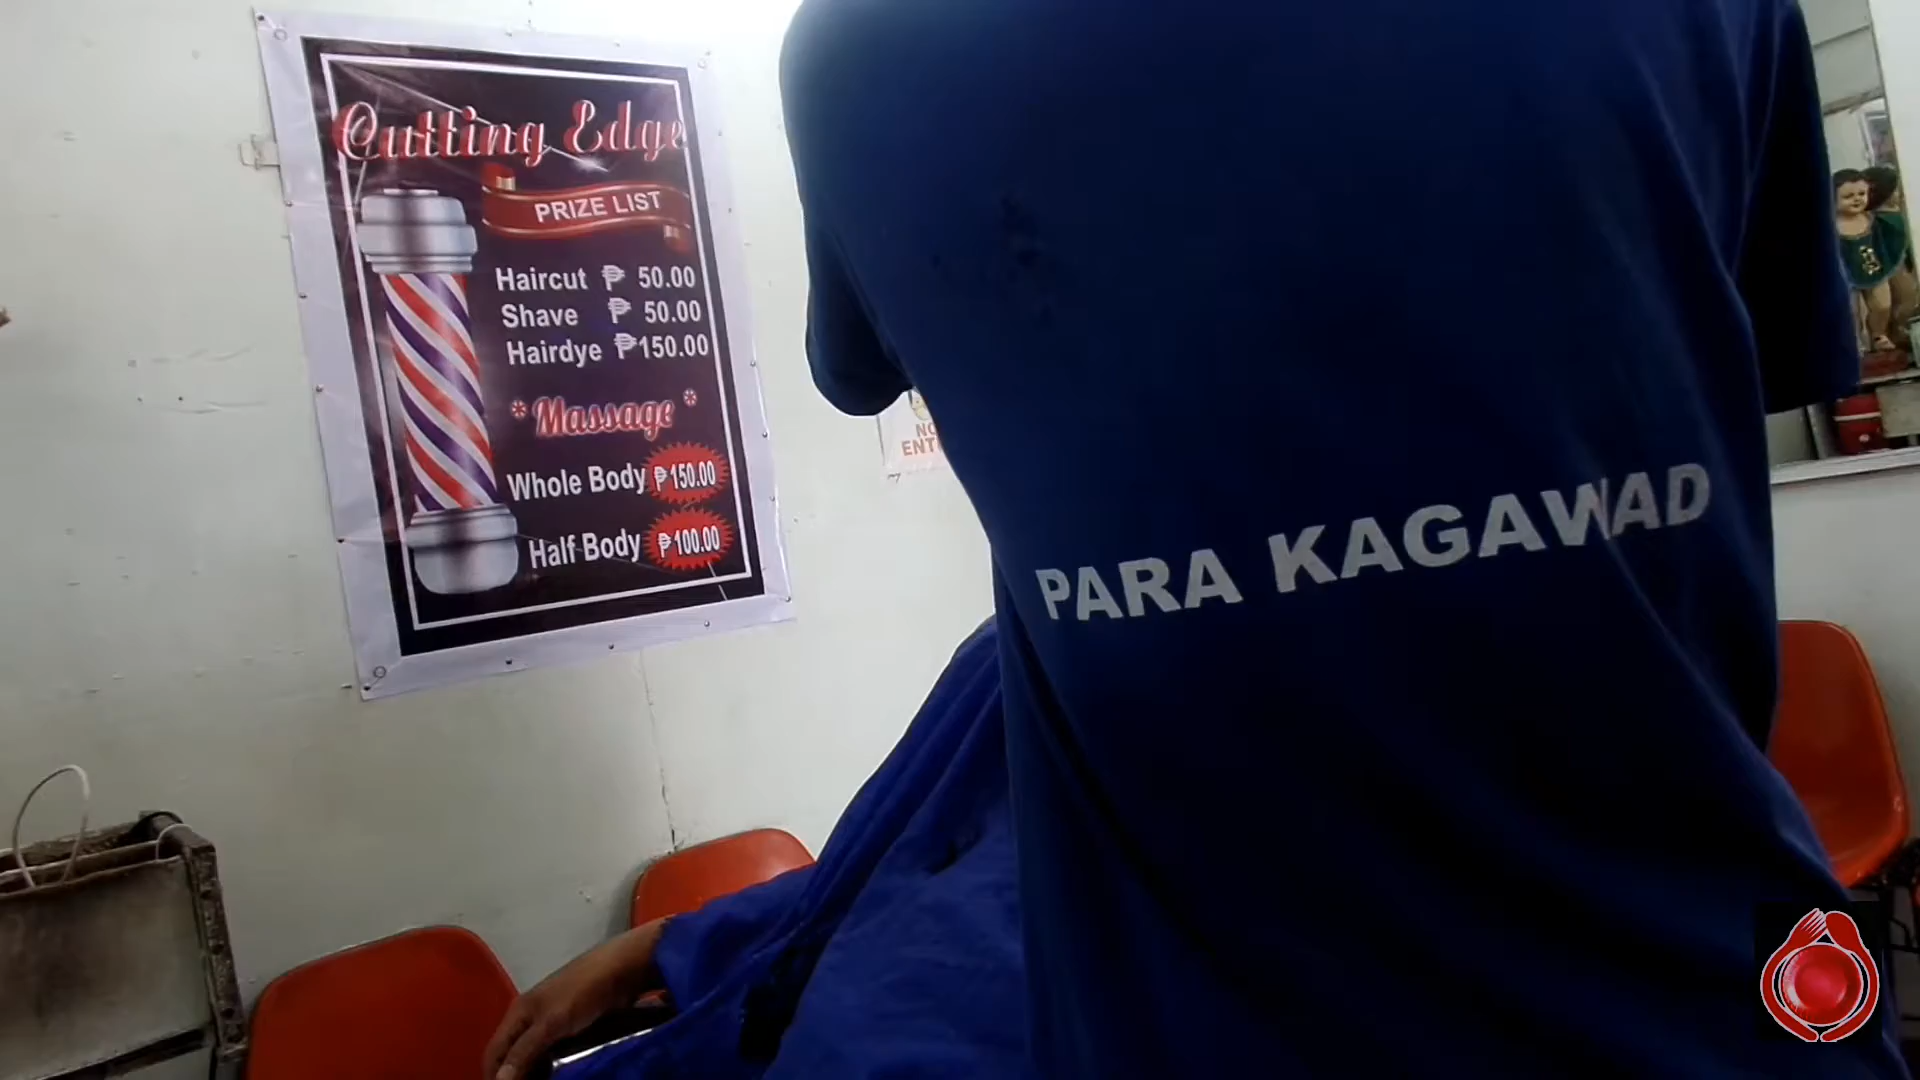 Cutting Edge
PRIZE LIST
Haircut ₱ 50.00
Shave ₱ 50.00
Hairdye ₱150.00
* Massage *
Whole Body ₱150.00
Half Body ₱100.00
PARA KAGAWAD